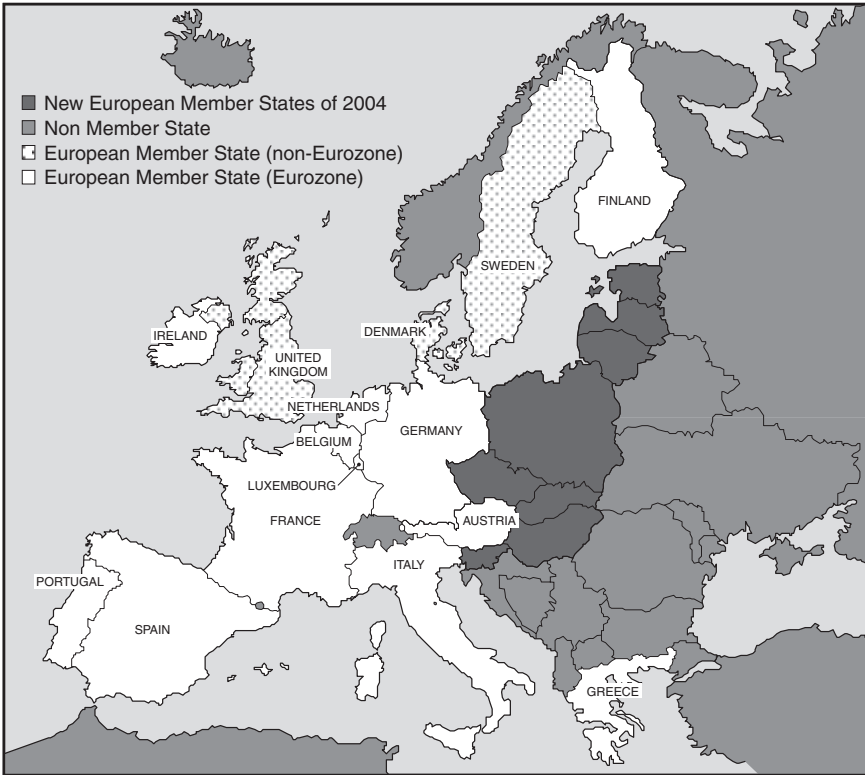 New European Member States of 2004
Non Member State
European Member State (non-Eurozone)
European Member State (Eurozone)
FINLAND
SWEDEN
IRELAND
DENMARK
UNITED
KINGDOM
NETHERLANDS
BELGIUM
GERMANY
LUXEMBOURG
FRANCE
AUSTRIA
ITALY
PORTUGAL
SPAIN
GREECE